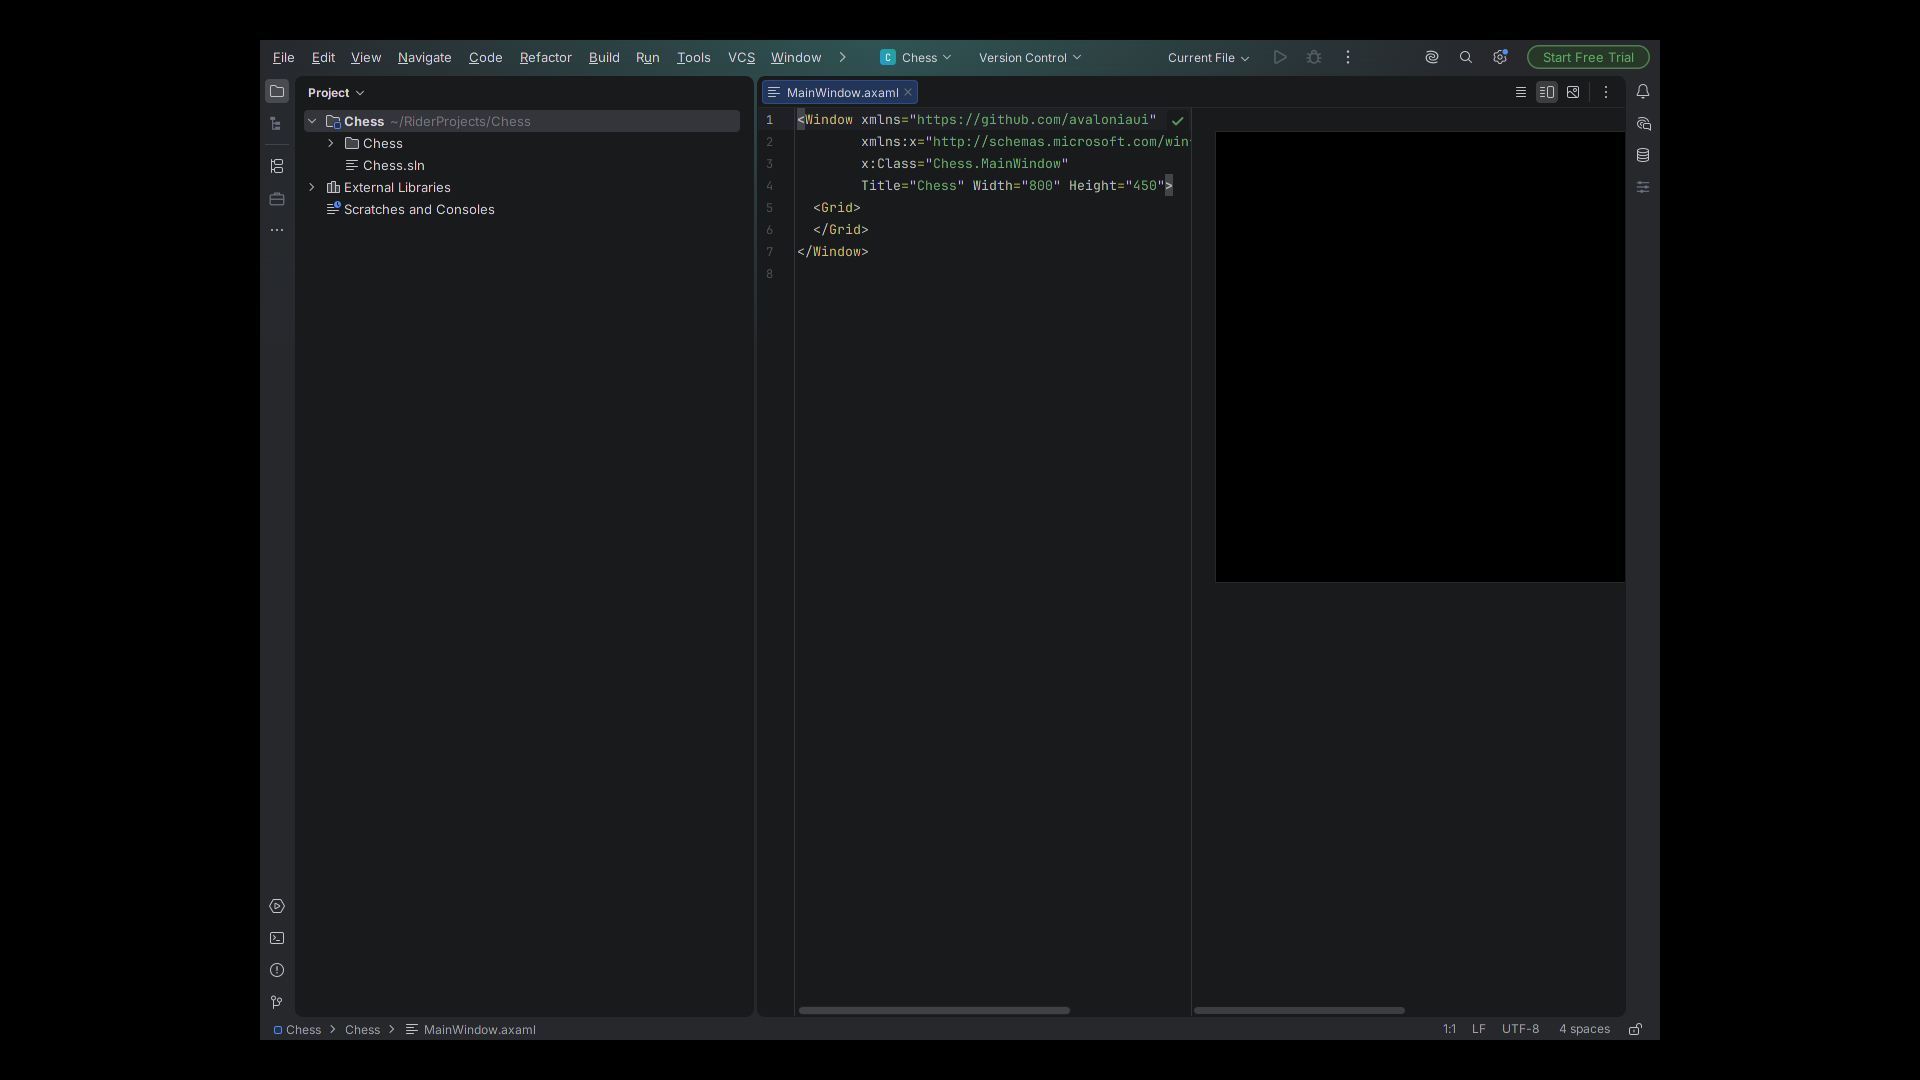 File Edit View Navigate Code Refactor Build Run Tools VCS Window C Chess Version Control Current File Start Free Trial
Project
Chess ~/RiderProjects/Chess
Chess
Chess.sln
External Libraries
Scratches and Consoles
MainWindow.axaml
1 <Window xmlns="https://github.com/avaloniaui"
2 xmlns:x="http://schemas.microsoft.com/win
3 x:Class="Chess.MainWindow"
4 Title="Chess" Width="800" Height="450">
5 <Grid>
6 </Grid>
7 </Window>
8
Chess Chess MainWindow.axaml 1:1 LF UTF-8 4 spaces